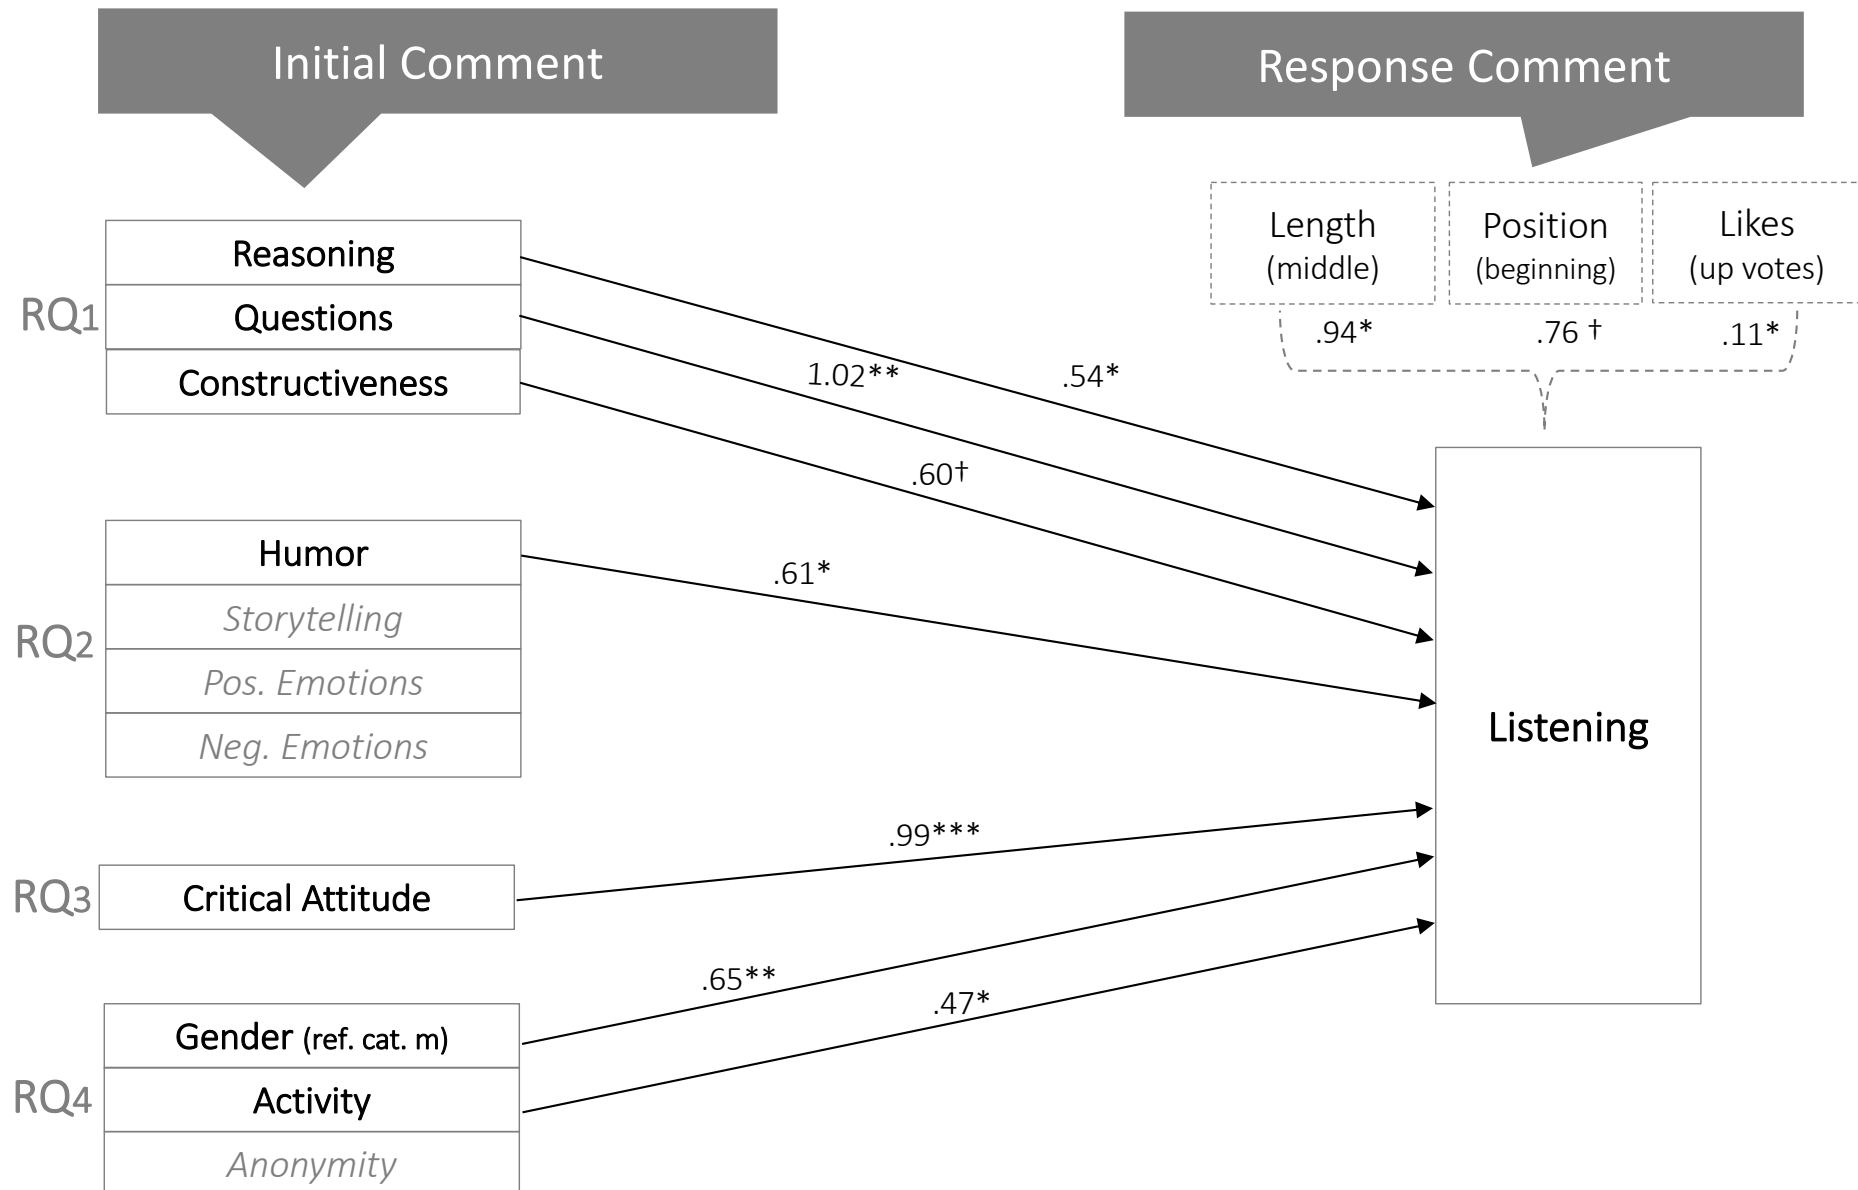 Initial Comment
Response Comment
Length
(middle)
Position
(beginning)
Likes
(up votes)
.94*
.76 †
.11*
RQ1
Reasoning
Questions
Constructiveness
1.02**
.54*
.60†
RQ2
Humor
Storytelling
Pos. Emotions
Neg. Emotions
.61*
Listening
RQ3
Critical Attitude
.99***
RQ4
Gender (ref. cat. m)
Activity
Anonymity
.65**
.47*